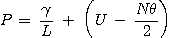 P = γ/L + (U − Nθ/2)